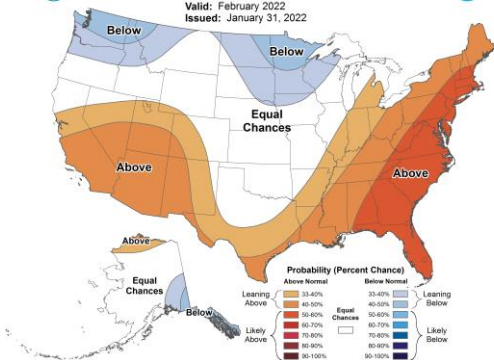 Valid: February 2022
Issued: January 31, 2022
Below
Below
Equal
Chances
Above
Above
Above
Equal
Chances
Below
Probability (Percent Chance)
Above Normal
Below Normal
Leaning
Above
33-40%
40-50%
50-60%
60-70%
70-80%
80-90%
90-100%
Likely
Above
Equal
Chances
33-40%
40-50%
50-60%
60-70%
70-80%
80-90%
90-100%
Leaning
Below
Likely
Below